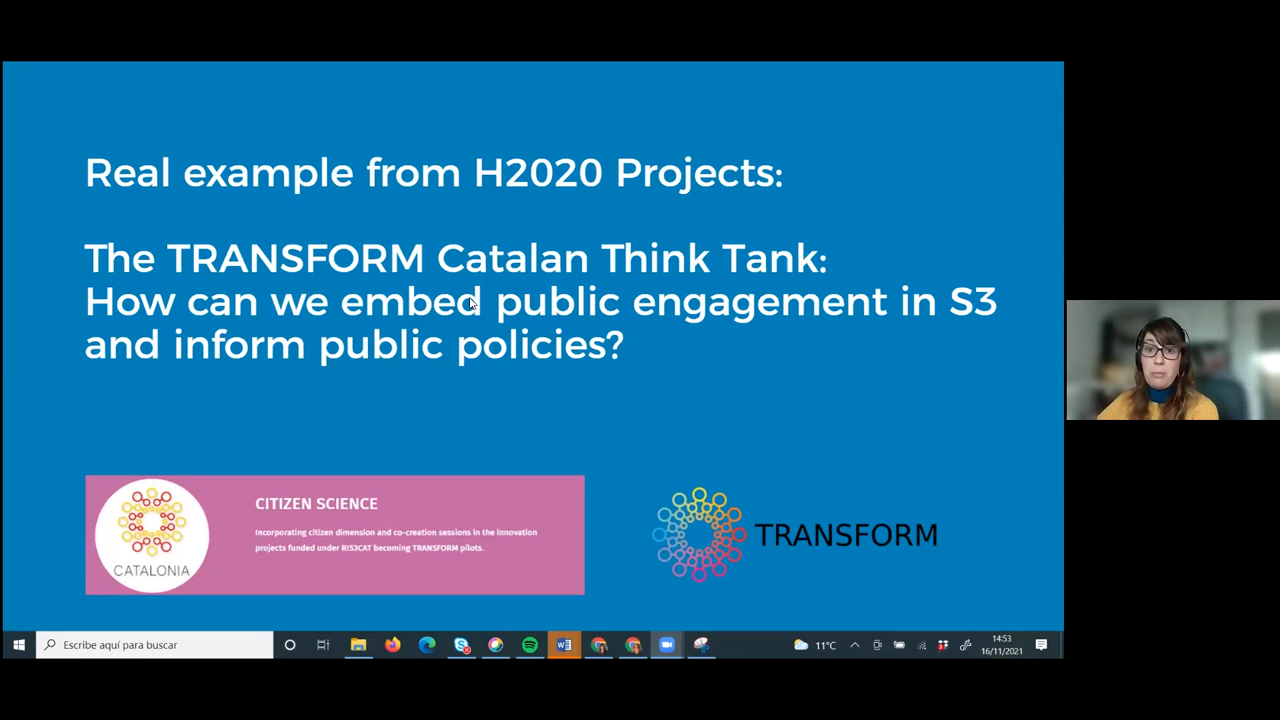 Real example from H2020 Projects:
The TRANSFORM Catalan Think Tank:
How can we embed public engagement in S3
and inform public policies?
CITIZEN SCIENCE
Incorporating citizen dimension and co-creation sessions in the Innovation
projects funded under RIS3CAT becoming TRANSFORM pilots.
CATALONIA
TRANSFORM
Escribe aquí para buscar
11°C
14:53
16/11/2021